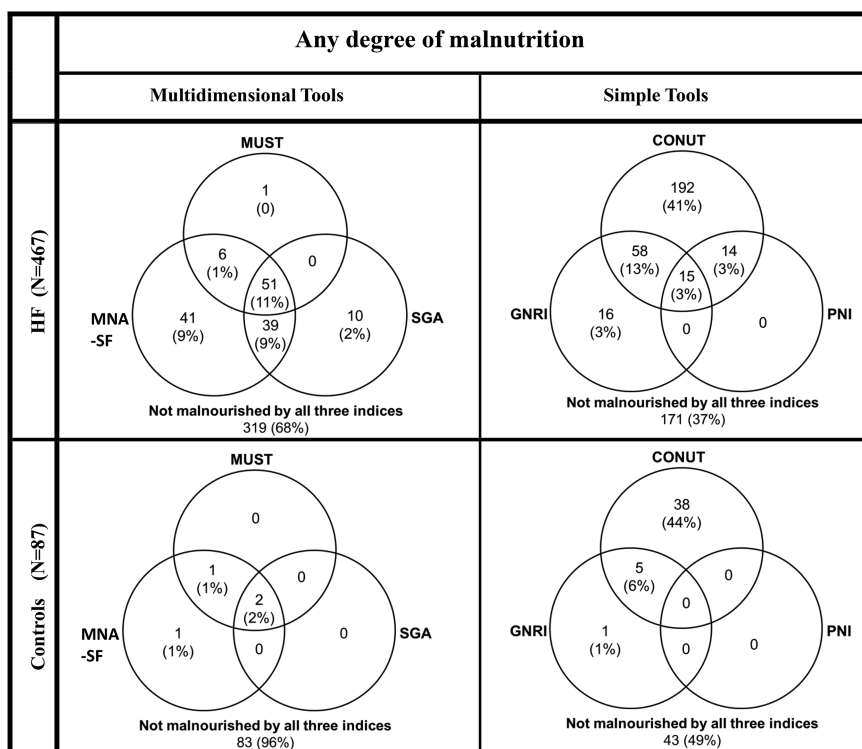 Any degree of malnutrition
Multidimensional Tools
Simple Tools
HF (N=467)
MUST
1
(0)
6
(1%)
0
51
(11%)
MNA
-SF
41
(9%)
39
(9%)
10
(2%)
SGA
Not malnourished by all three indices
319 (68%)
CONUT
192
(41%)
58
(13%)
14
(3%)
15
(3%)
GNRI
16
(3%)
0
0
PNI
Not malnourished by all three indices
171 (37%)
Controls (N=87)
MUST
0
1
(1%)
0
2
(2%)
MNA
-SF
1
(1%)
0
0
SGA
Not malnourished by all three indices
83 (96%)
CONUT
38
(44%)
5
(6%)
0
0
GNRI
1
(1%)
0
0
PNI
Not malnourished by all three indices
43 (49%)